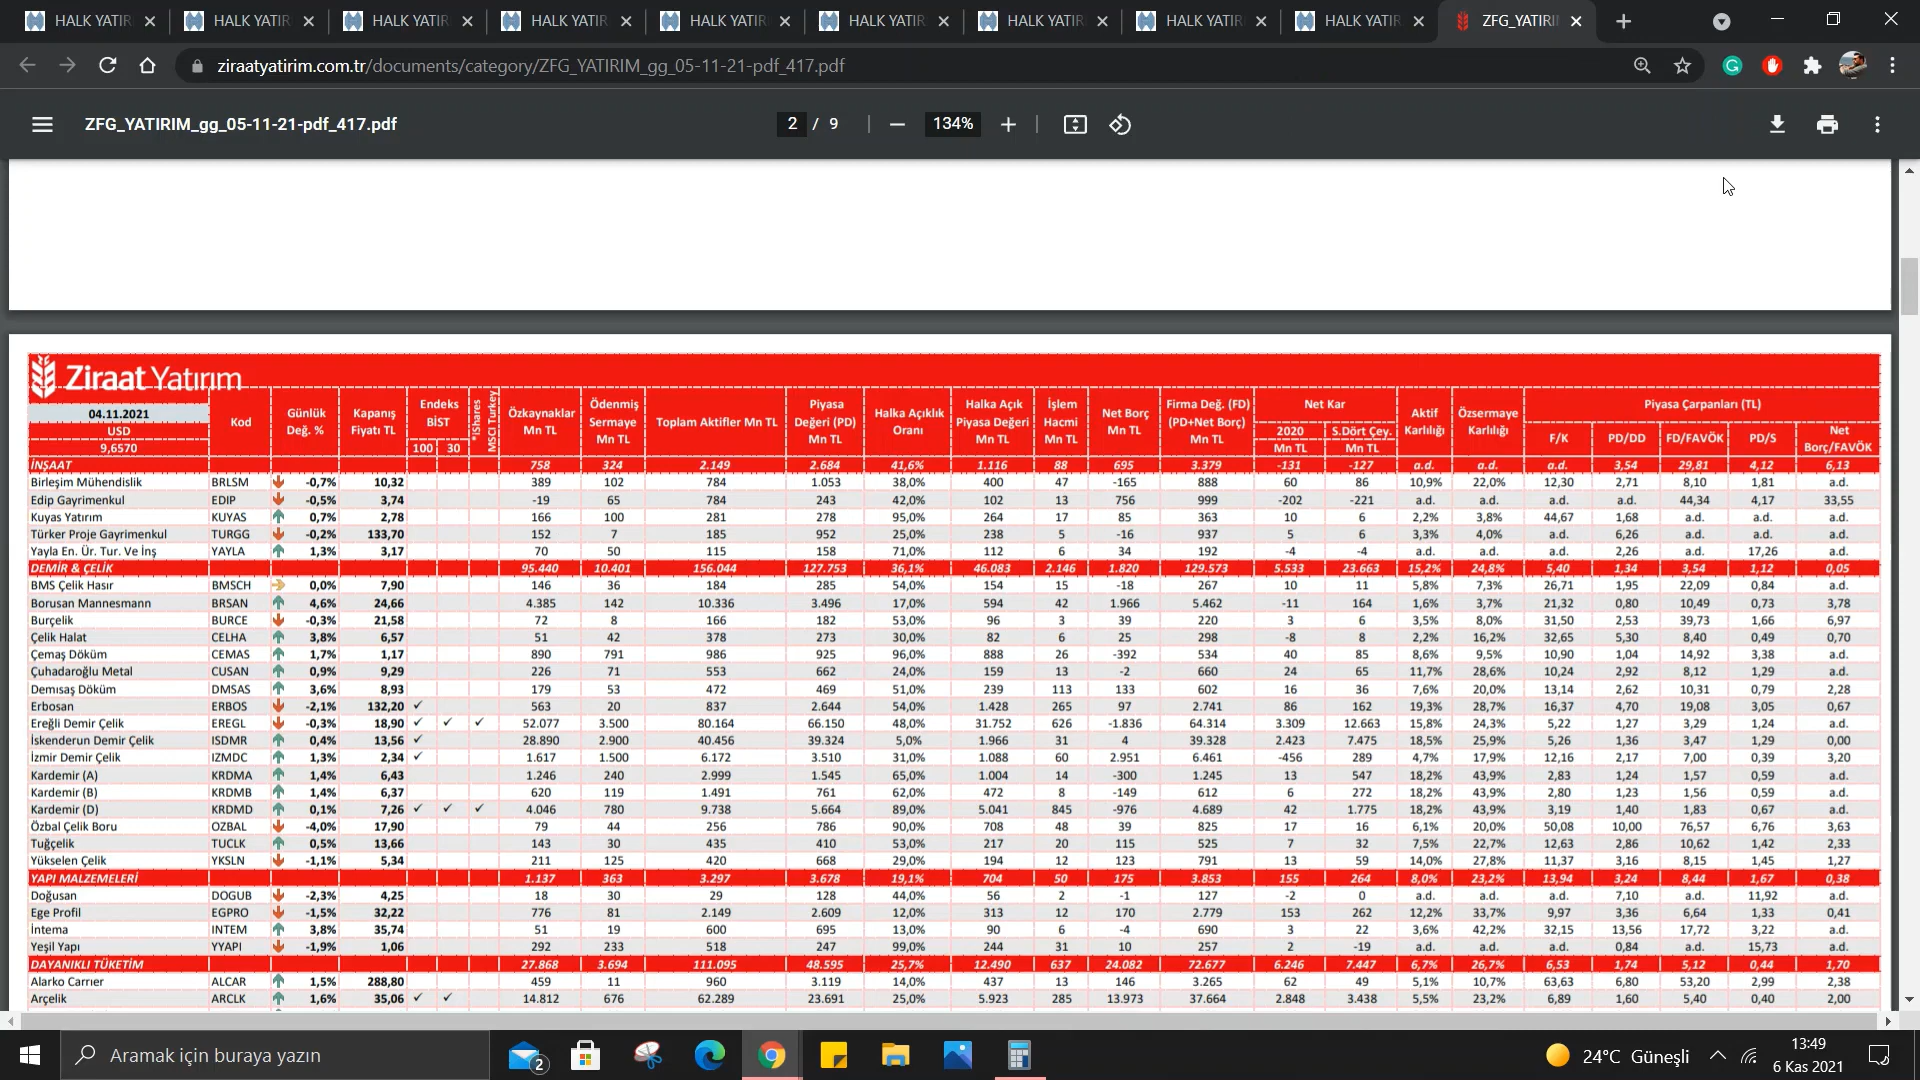 HALK YATIR
HALK YATIR
HALK YATIR
HALK YATIR
HALK YATIR
HALK YATIR
HALK YATIR
HALK YATIR
HALK YATIR
ZFG_YATIRI
ziraatyatirim.com.tr/documents/category/ZFG_YATIRIM_gg_05-11-21-pdf_417.pdf
ZFG_YATIRIM_gg_05-11-21-pdf_417.pdf
2 / 9
134%
Ziraat Yatırım
04.11.2021
USD
9,6570
Kod
Günlük
Değ. %
Kapanış
Fiyatı TL
Endeks
BİST
100 30
*iShares
MSCI Turkey
Özkaynaklar
Mn TL
Ödenmiş
Sermaye
Mn TL
Toplam Aktifler Mn TL
Piyasa
Değeri (PD)
Mn TL
Halka Açıklık
Oranı
Halka Açık
Piyasa Değeri
Mn TL
İşlem
Hacmi
Mn TL
Net Borç
Mn TL
Firma Değ. (FD)
(PD+Net Borç)
Mn TL
Net Kar
2020 S.Dört Çey.
Mn TL Mn TL
Aktif
Karlılığı
Özsermaye
Karlılığı
Piyasa Çarpanları (TL)
F/K PD/DD FD/FAVÖK PD/S
Net
Borç/FAVÖK
İNŞAAT 758 324 2.149 2.684 41,6% 1.116 88 695 3.379 -131 -127 a.d. a.d. a.d. 3,54 29,81 4,12 6,13
Birleşim Mühendislik BRLSM -0,7% 10,32 389 102 784 1.053 38,0% 400 47 -165 888 60 86 10,9% 22,0% 12,30 2,71 8,10 1,81 a.d.
Edip Gayrimenkul EDIP -0,5% 3,74 -19 65 784 243 42,0% 102 13 756 999 -202 -221 a.d. a.d. a.d. a.d. 44,34 4,17 33,55
Kuyas Yatırım KUYAS 0,7% 2,78 166 100 281 278 95,0% 264 17 85 363 10 6 2,2% 3,8% 44,67 1,68 a.d. a.d. a.d.
Türker Proje Gayrimenkul TURGG -0,2% 133,70 152 7 185 952 25,0% 238 5 -16 937 5 6 3,3% 4,0% a.d. 6,26 a.d. a.d. a.d.
Yayla En. Ür. Tur. Ve İnş YAYLA 1,3% 3,17 70 50 115 158 71,0% 112 6 34 192 -4 -4 a.d. a.d. a.d. 2,26 a.d. 17,26 a.d.
DEMİR & ÇELİK 95.440 10.401 156.044 127.753 36,1% 46.083 2.146 1.820 129.573 5.533 23.663 15,2% 24,8% 5,40 1,34 3,54 1,12 0,05
BMS Çelik Hasır BMSCH 0,0% 7,90 146 36 184 285 54,0% 154 15 -18 267 10 11 5,8% 7,3% 26,71 1,95 22,09 0,84 a.d.
Borusan Mannesmann BRSAN 4,6% 24,66 4.385 142 10.336 3.496 17,0% 594 42 1.966 5.462 -11 164 1,6% 3,7% 21,32 0,80 10,49 0,73 3,78
Burçelik BURCE -0,3% 21,58 72 8 166 182 53,0% 96 3 39 220 3 6 3,5% 8,0% 31,50 2,53 39,73 1,66 6,97
Çelik Halat CELHA 3,8% 6,57 51 42 378 273 30,0% 82 6 25 298 -8 8 2,2% 16,2% 32,65 5,30 8,40 0,49 0,70
Çemaş Döküm CEMAS 1,7% 1,17 890 791 986 925 96,0% 888 26 -392 534 40 85 8,6% 9,5% 10,90 1,04 14,92 3,38 a.d.
Çuhadaroğlu Metal CUSAN 0,9% 9,29 226 71 553 662 24,0% 159 13 -2 660 24 65 11,7% 28,6% 10,24 2,92 8,12 1,29 a.d.
Demısaş Döküm DMSAS 3,6% 8,93 179 53 472 469 51,0% 239 113 133 602 16 36 7,6% 20,0% 13,14 2,62 10,31 0,79 2,28
Erbosan ERBOS -2,1% 132,20 ✓ 563 20 837 2.644 54,0% 1.428 265 97 2.741 86 162 19,3% 28,7% 16,37 4,70 19,08 3,05 0,67
Ereğli Demir Çelik EREGL -0,3% 18,90 ✓ ✓ ✓ 52.077 3.500 80.164 66.150 48,0% 31.752 626 -1.836 64.314 3.309 12.663 15,8% 24,3% 5,22 1,27 3,29 1,24 a.d.
İskenderun Demir Çelik ISDMR 0,4% 13,56 ✓ 28.890 2.900 40.456 39.324 5,0% 1.966 31 4 39.328 2.423 7.475 18,5% 25,9% 5,26 1,36 3,47 1,29 0,00
İzmir Demir Çelik IZMDC 1,3% 2,34 ✓ 1.617 1.500 6.172 3.510 31,0% 1.088 60 2.951 6.461 -456 289 4,7% 17,9% 12,16 2,17 7,00 0,39 3,20
Kardemir (A) KRDMA 1,4% 6,43 1.246 240 2.999 1.545 65,0% 1.004 14 -300 1.245 13 547 18,2% 43,9% 2,83 1,24 1,57 0,59 a.d.
Kardemir (B) KRDMB 1,4% 6,37 620 119 1.491 761 62,0% 472 8 -149 612 6 272 18,2% 43,9% 2,80 1,23 1,56 0,59 a.d.
Kardemir (D) KRDMD 0,1% 7,26 ✓ ✓ ✓ 4.046 780 9.738 5.664 89,0% 5.041 845 -976 4.689 42 1.775 18,2% 43,9% 3,19 1,40 1,83 0,67 a.d.
Özbal Çelik Boru OZBAL -4,0% 17,90 79 44 256 786 90,0% 708 48 39 825 17 16 6,1% 20,0% 50,08 10,00 76,57 6,76 3,63
Tuğçelik TUCLK 0,5% 13,66 143 30 435 410 53,0% 217 20 115 525 7 32 7,5% 22,7% 12,63 2,86 10,62 1,42 2,33
Yükselen Çelik YKSLN -1,1% 5,34 211 125 420 668 29,0% 194 12 123 791 13 59 14,0% 27,8% 11,37 3,16 8,15 1,45 1,27
YAPI MALZEMELERİ 1.137 363 3.297 3.678 19,1% 704 50 175 3.853 155 264 8,0% 23,2% 13,94 3,24 8,44 1,67 0,38
Doğusan DOGUB -2,3% 4,25 18 30 29 128 44,0% 56 2 -1 127 -2 0 a.d. a.d. a.d. 7,10 a.d. 11,92 a.d.
Ege Profil EGPRO -1,5% 32,22 776 81 2.149 2.609 12,0% 313 12 170 2.779 153 262 12,2% 33,7% 9,97 3,36 6,64 1,33 0,41
İntema INTEM 3,8% 35,74 51 19 600 695 13,0% 90 6 -4 690 3 22 3,6% 42,2% 32,15 13,56 17,72 3,22 a.d.
Yeşil Yapı YYAPI -1,9% 1,06 292 233 518 247 99,0% 244 31 10 257 2 -19 a.d. a.d. a.d. 0,84 a.d. 15,73 a.d.
DAYANIKLI TÜKETİM 27.868 3.694 111.095 48.595 25,7% 12.490 637 24.082 72.677 6.246 7.447 6,7% 26,7% 6,53 1,74 5,12 0,44 1,70
Alarko Carrıer ALCAR 1,5% 288,80 459 11 960 3.119 14,0% 437 13 146 3.265 62 49 5,1% 10,7% 63,63 6,80 53,20 2,99 2,38
Arçelik ARCLK 1,6% 35,06 ✓ ✓ 14.812 676 62.289 23.691 25,0% 5.923 285 13.973 37.664 2.848 3.438 5,5% 23,2% 6,89 1,60 5,40 0,40 2,00
Aramak için buraya yazın
2
24°C Güneşli
13:49
6 Kas 2021